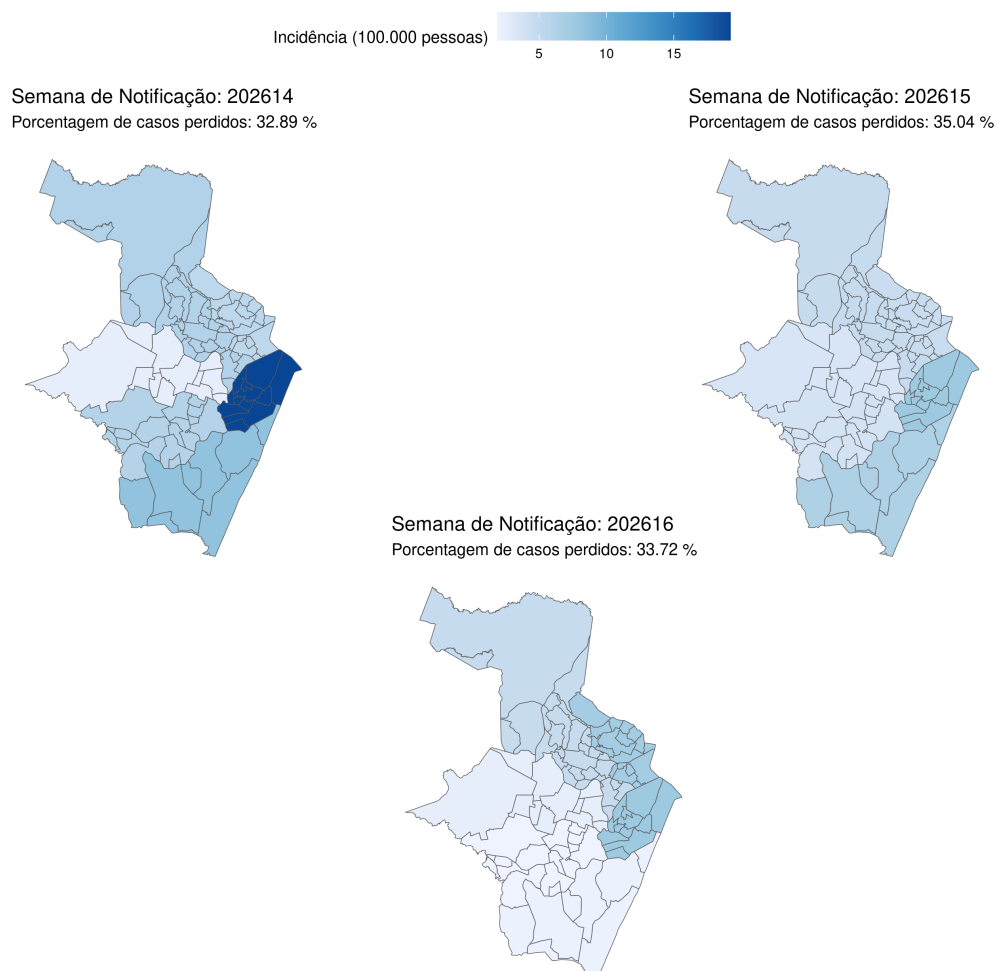 Incidência (100.000 pessoas)
5 10 15
Semana de Notificação: 202614
Porcentagem de casos perdidos: 32.89 %
Semana de Notificação: 202615
Porcentagem de casos perdidos: 35.04 %
Semana de Notificação: 202616
Porcentagem de casos perdidos: 33.72 %